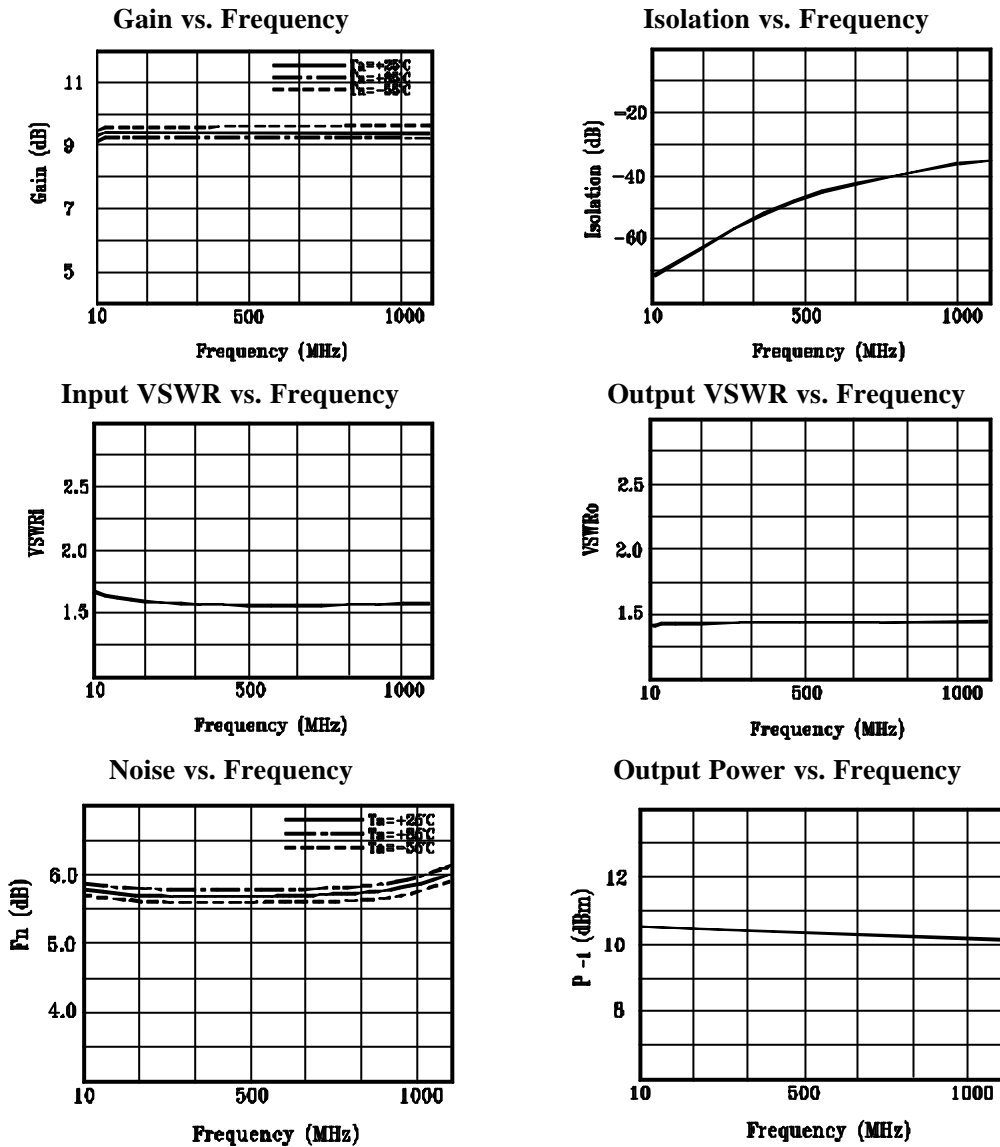 Gain vs. Frequency
11
9
7
5
Gain (dB)
Ta=+25℃
Ta=-55℃
10
500
1000
Frequency (MHz)
Isolation vs. Frequency
-20
-40
-60
Isolation (dB)
10
500
1000
Frequency (MHz)
Input VSWR vs. Frequency
2.5
2.0
1.5
VSWRi
10
500
1000
Frequency (MHz)
Output VSWR vs. Frequency
2.5
2.0
1.5
VSWRo
10
500
1000
Frequency (MHz)
Noise vs. Frequency
6.0
5.0
4.0
Fn (dB)
10
500
1000
Frequency (MHz)
Output Power vs. Frequency
12
10
8
P -1 (dBm)
10
500
1000
Frequency (MHz)